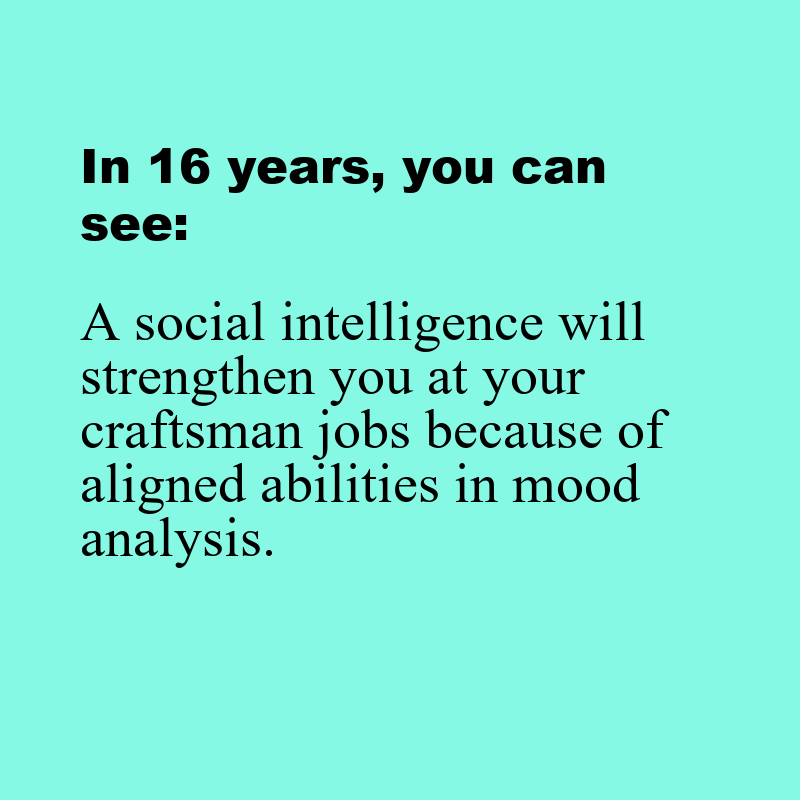 In 16 years, you can
see:
A social intelligence will
strengthen you at your
craftsman jobs because of
aligned abilities in mood
analysis.